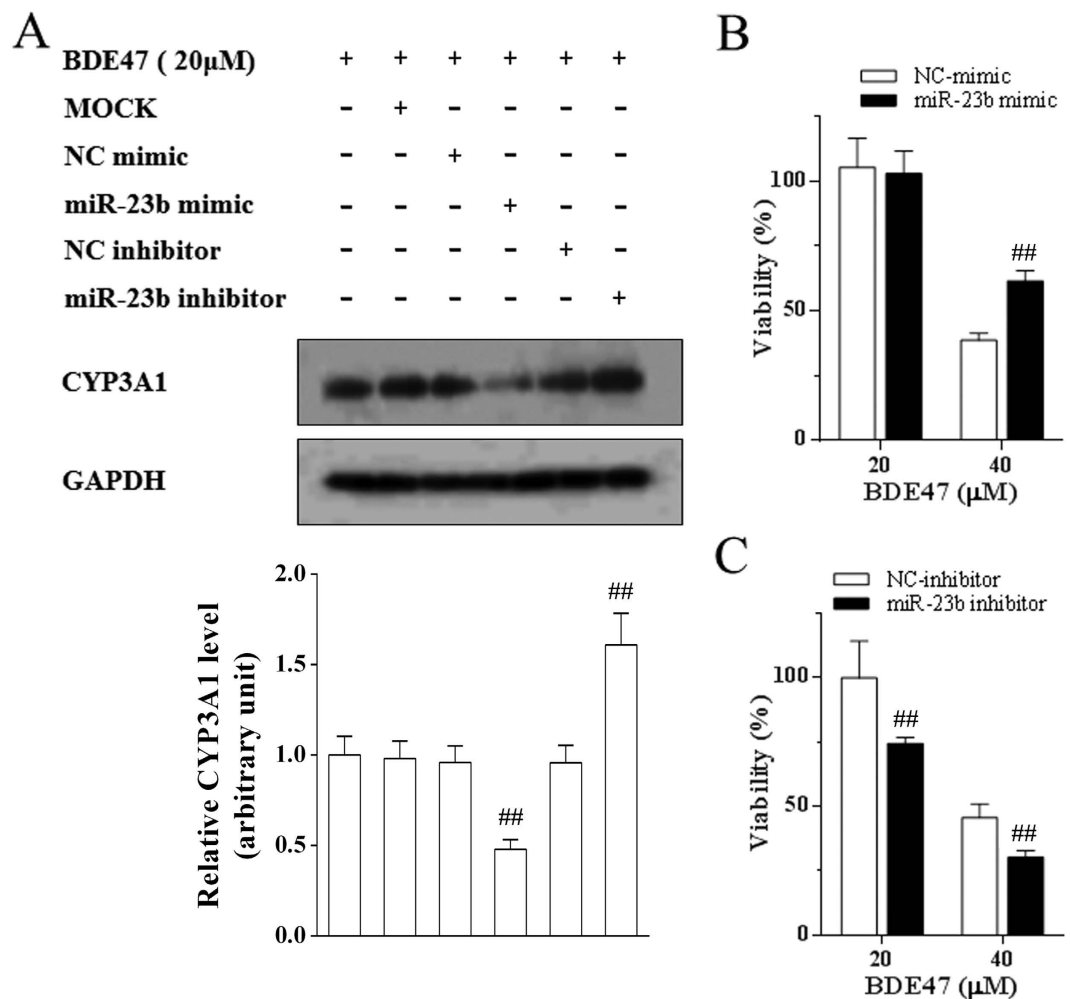 A
BDE47 ( 20μM) + + + + + +
MOCK - + - - - -
NC mimic - - + - - -
miR-23b mimic - - - + - -
NC inhibitor - - - - + -
miR-23b inhibitor - - - - - +
CYP3A1
GAPDH
Relative CYP3A1 level
(arbitrary unit)
2.0
1.5
1.0
0.5
0.0
##
##
B
NC-mimic
miR-23b mimic
Viability (%)
100
50
0
##
20 40
BDE47 (μM)
C
NC-inhibitor
miR-23b inhibitor
Viability (%)
100
50
0
##
##
20 40
BDE47 (μM)